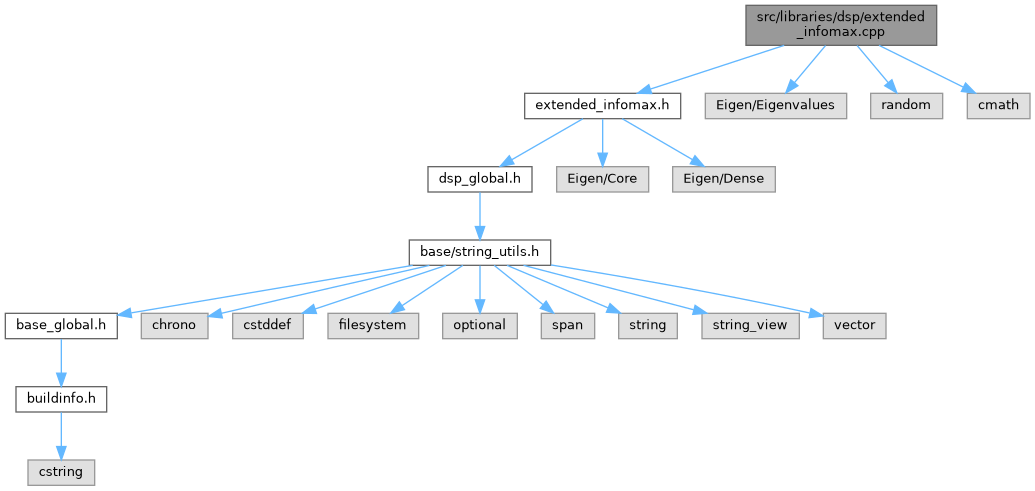 src/libraries/dsp/extended
_infomax.cpp
extended_infomax.h
Eigen/Eigenvalues
random
cmath
dsp_global.h
Eigen/Core
Eigen/Dense
base/string_utils.h
base_global.h
chrono
cstddef
filesystem
optional
span
string
string_view
vector
buildinfo.h
cstring